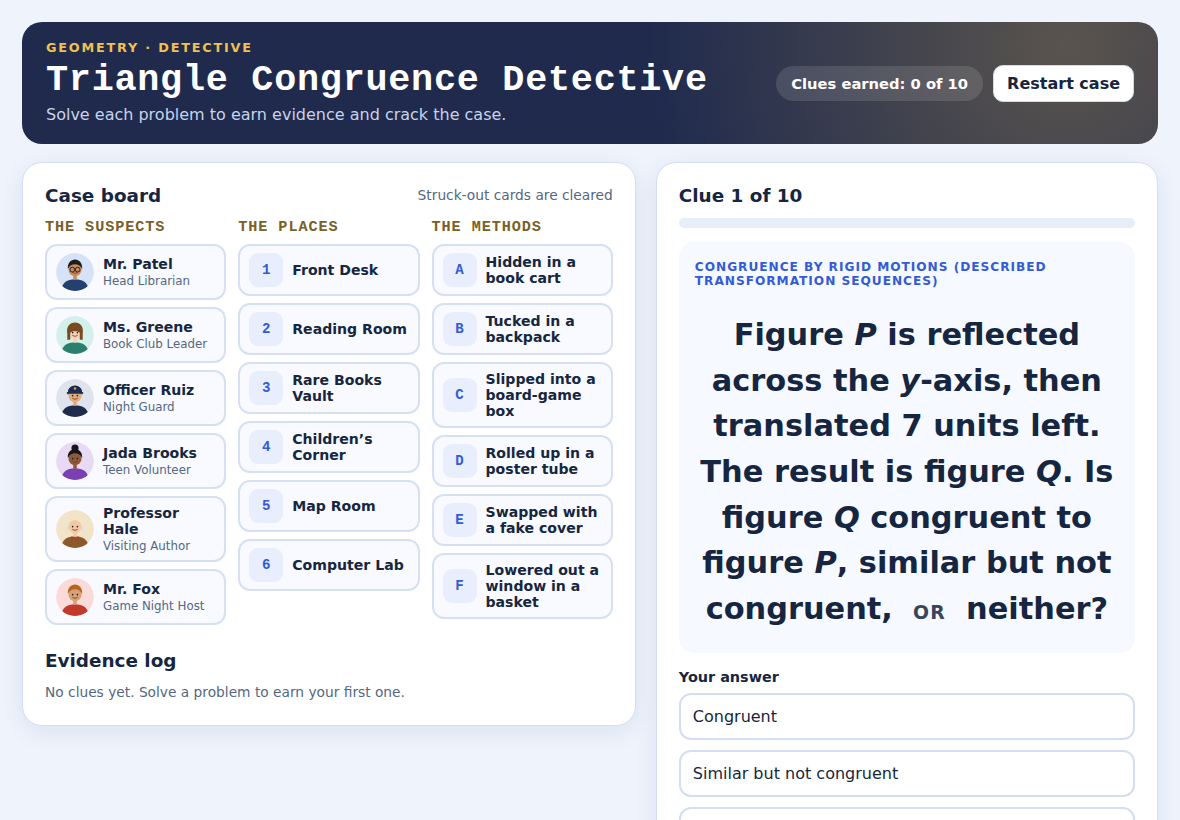 GEOMETRY · DETECTIVE
Triangle Congruence Detective
Solve each problem to earn evidence and crack the case.
Clues earned: 0 of 10
Restart case
Case board
Struck-out cards are cleared
THE SUSPECTS
Mr. Patel
Head Librarian
Ms. Greene
Book Club Leader
Officer Ruiz
Night Guard
Jada Brooks
Teen Volunteer
Professor
Hale
Visiting Author
Mr. Fox
Game Night Host
THE PLACES
1 Front Desk
2 Reading Room
3 Rare Books
Vault
4 Children’s
Corner
5 Map Room
6 Computer Lab
THE METHODS
A Hidden in a
book cart
B Tucked in a
backpack
C Slipped into a
board-game
box
D Rolled up in a
poster tube
E Swapped with
a fake cover
F Lowered out a
window in a
basket
Evidence log
No clues yet. Solve a problem to earn your first one.
Clue 1 of 10
CONGRUENCE BY RIGID MOTIONS (DESCRIBED
TRANSFORMATION SEQUENCES)
Figure P is reflected
across the y-axis, then
translated 7 units left.
The result is figure Q. Is
figure Q congruent to
figure P, similar but not
congruent, OR neither?
Your answer
Congruent
Similar but not congruent